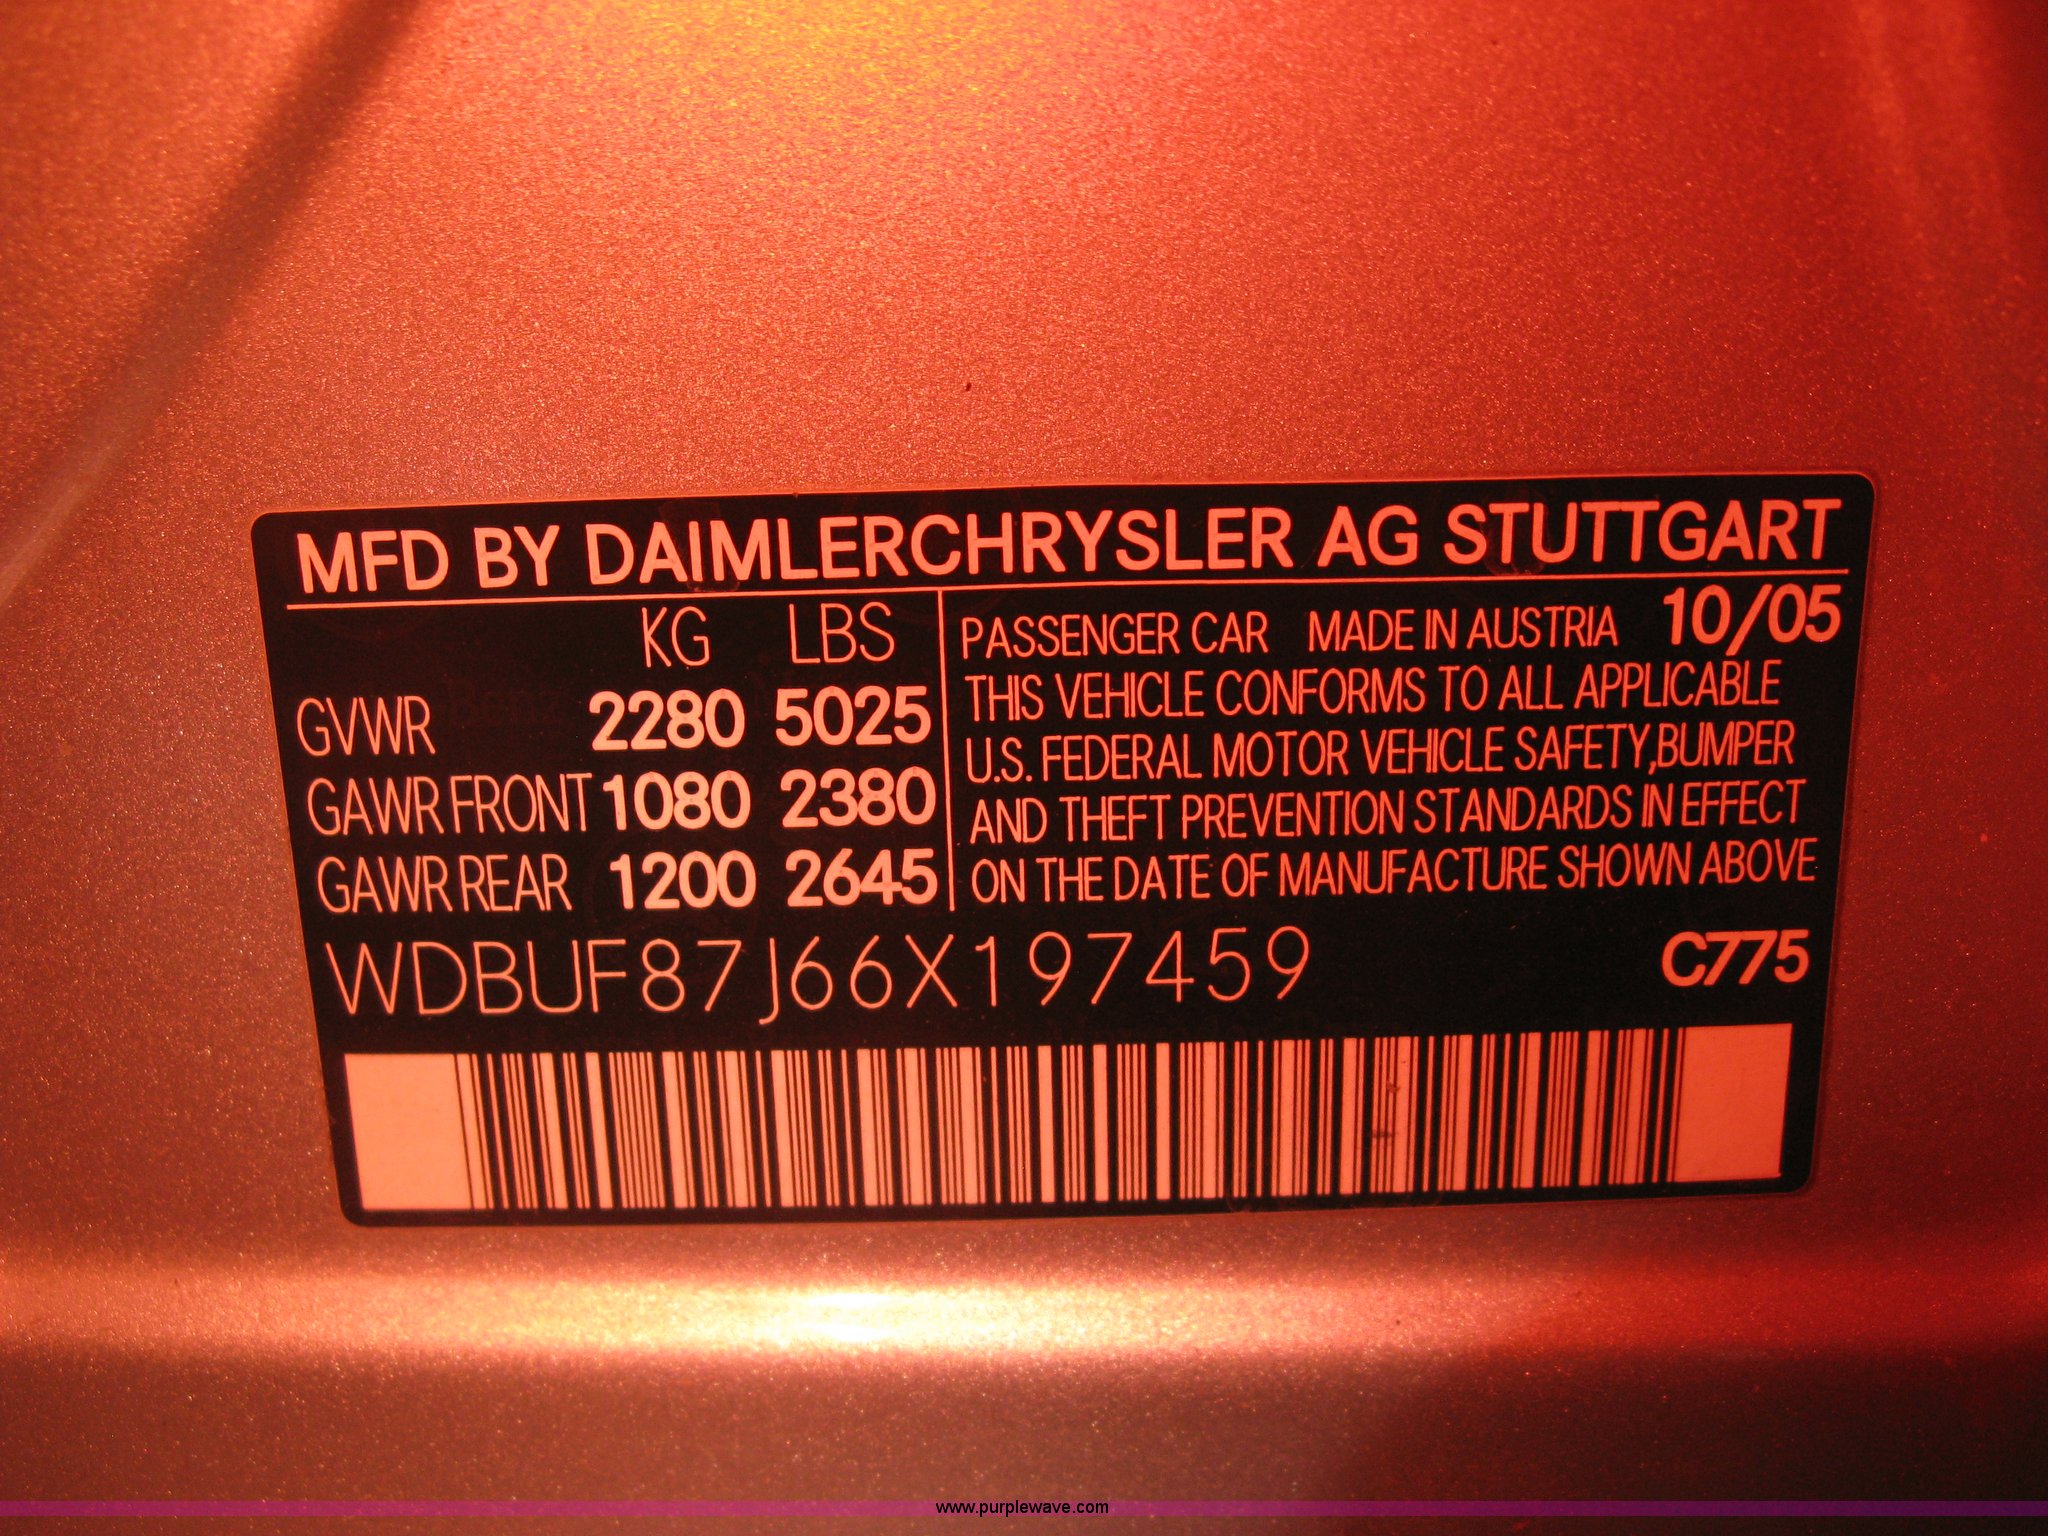 MFD BY DAIMLERCHRYSLER AG STUTTGART
KG LBS
GVWR 2280 5025
GAWR FRONT 1080 2380
GAWR REAR 1200 2645
PASSENGER CAR MADE IN AUSTRIA 10/05
THIS VEHICLE CONFORMS TO ALL APPLICABLE
U.S. FEDERAL MOTOR VEHICLE SAFETY,BUMPER
AND THEFT PREVENTION STANDARDS IN EFFECT
ON THE DATE OF MANUFACTURE SHOWN ABOVE
WDBUF87J66X197459 C775
www.purplewave.com